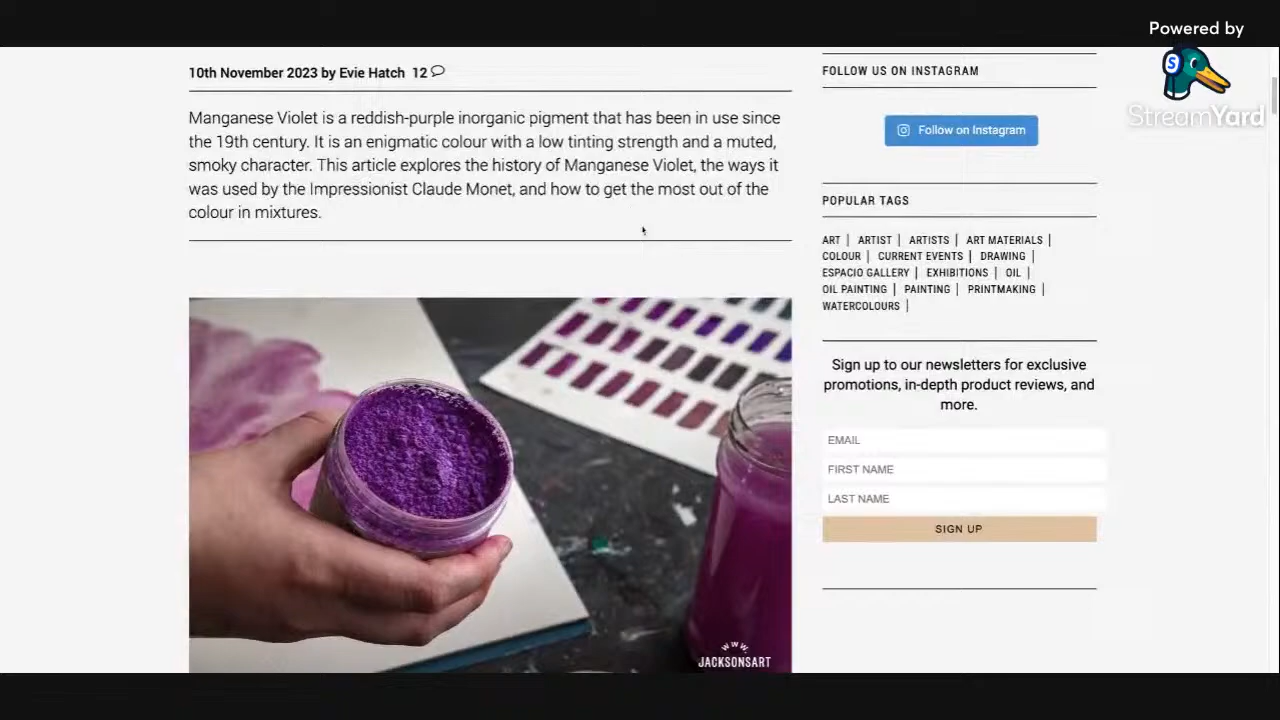 Powered by
StreamYard
10th November 2023 by Evie Hatch 12
Manganese Violet is a reddish-purple inorganic pigment that has been in use since
the 19th century. It is an enigmatic colour with a low tinting strength and a muted,
smoky character. This article explores the history of Manganese Violet, the ways it
was used by the Impressionist Claude Monet, and how to get the most out of the
colour in mixtures.
WWW
JACKSONSART
FOLLOW US ON INSTAGRAM
Follow on Instagram
POPULAR TAGS
ART | ARTIST | ARTISTS | ART MATERIALS |
COLOUR | CURRENT EVENTS | DRAWING |
ESPACIO GALLERY | EXHIBITIONS | OIL |
OIL PAINTING | PAINTING | PRINTMAKING |
WATERCOLOURS |
Sign up to our newsletters for exclusive
promotions, in-depth product reviews, and
more.
EMAIL
FIRST NAME
LAST NAME
SIGN UP